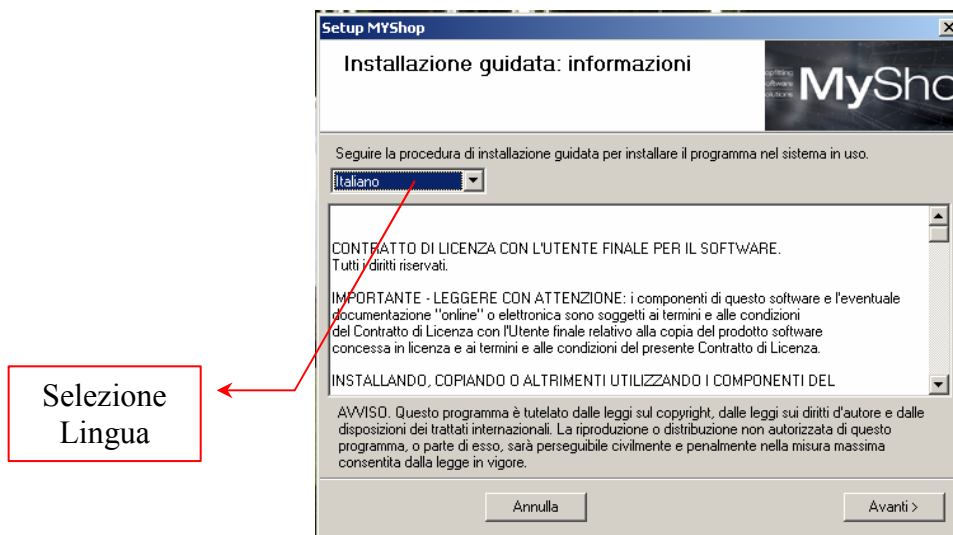 Setup MYShop
Installazione guidata: informazioni
software
MySho
Seguire la procedura di installazione guidata per installare il programma nel sistema in uso.
Italiano
CONTRATTO DI LICENZA CON L'UTENTE FINALE PER IL SOFTWARE.
Tutti i diritti riservati.
IMPORTANTE - LEGGERE CON ATTENZIONE: i componenti di questo software e l'eventuale
documentazione "online" o elettronica sono soggetti ai termini e alle condizioni
del Contratto di Licenza con l'Utente finale relativo alla copia del prodotto software
concessa in licenza e ai termini e alle condizioni del presente Contratto di Licenza.
INSTALLANDO, COPIANDO O ALTRIMENTI UTILIZZANDO I COMPONENTI DEL
Selezione
Lingua
AVVISO. Questo programma è tutelato dalle leggi sul copyright, dalle leggi sui diritti d'autore e dalle
disposizioni dei trattati internazionali. La riproduzione o distribuzione non autorizzata di questo
programma, o parte di esso, sarà perseguibile civilmente e penalmente nella misura massima
consentita dalla legge in vigore.
Annulla
Avanti >